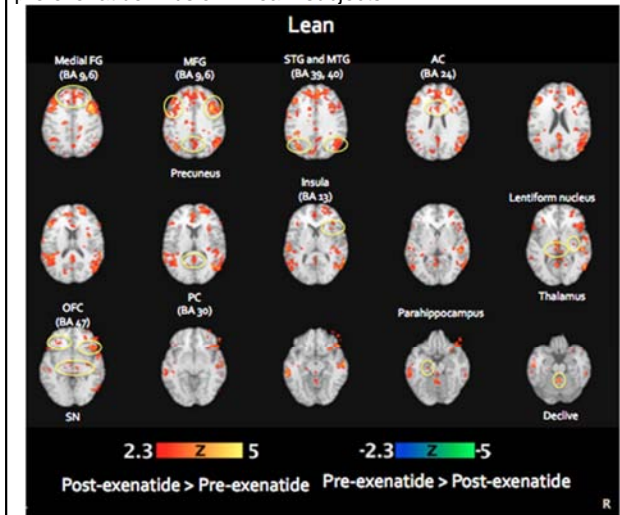 Lean
Medial FG
(BA 9,6)
MFG
(BA 9,6)
STG and MTG
(BA 39, 40)
AC
(BA 24)
Precuneus
Insula
(BA 13)
Lentiform nucleus
OFC
(BA 47)
PC
(BA 30)
Parahippocampus
Thalamus
SN
Declive
2.3 Z 5
-2.3 Z -5
Post-exenatide > Pre-exenatide
Pre-exenatide > Post-exenatide
R